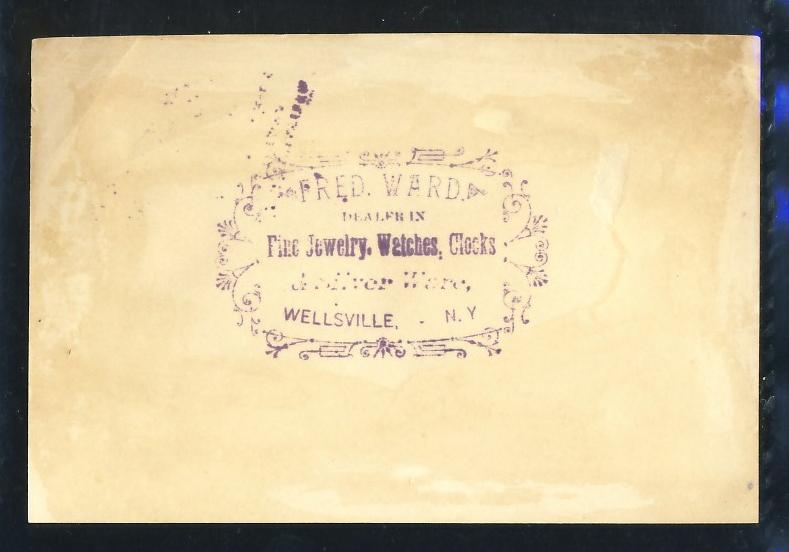 FRED. WARD,
DEALER IN
Fine Jewelry, Watches, Clocks
& Silver Ware,
WELLSVILLE, - N. Y